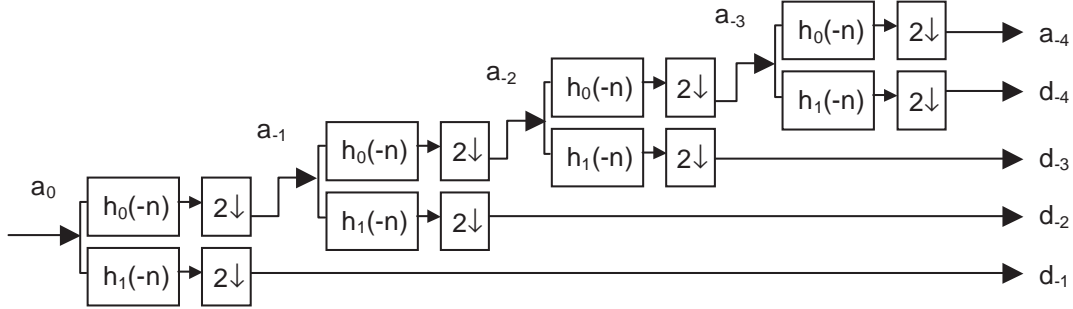 a₋₃
h₀(-n) 2↓ a₋₄
a₋₂
h₀(-n) 2↓
h₁(-n) 2↓ d₋₄
a₋₁
h₀(-n) 2↓
h₁(-n) 2↓ d₋₃
a₀
h₀(-n) 2↓
h₁(-n) 2↓ d₋₂
h₁(-n) 2↓ d₋₁